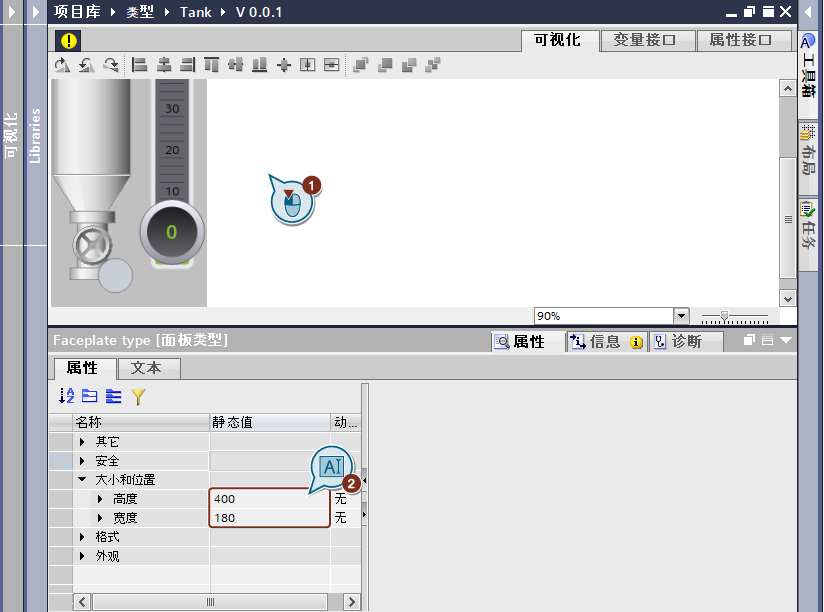 项目库 ▸ 类型 ▸ Tank ▸ V 0.0.1
可视化
变量接口
属性接口
可视化
Libraries
工具箱
布局
任务
30
20
10
0
1
90%
Faceplate type [面板类型]
属性
信息
诊断
属性
文本
名称
静态值
动...
其它
安全
大小和位置
高度
400
无
宽度
180
无
格式
外观
AI
2